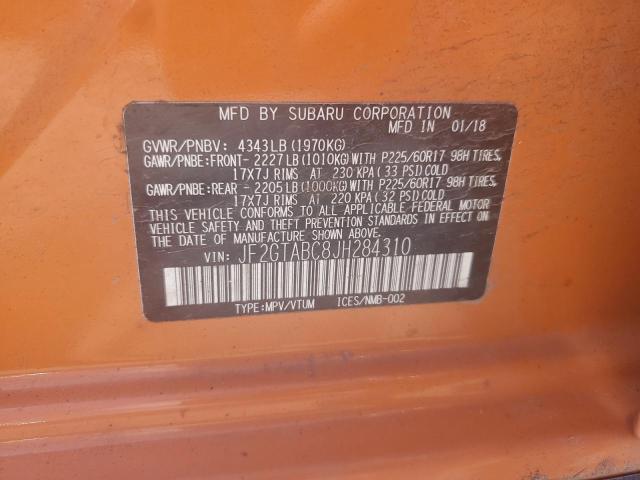 MFD BY SUBARU CORPORATION
MFD IN 01/18
GVWR/PNBV: 4343LB(1970KG)
GAWR/PNBE:FRONT- 2227LB(1010KG)WITH P225/60R17 98H TIRES,
17X7J RIMS AT 230 KPA(33 PSI)COLD
GAWR/PNBE:REAR - 2205LB(1000KG)WITH P225/60R17 98H TIRES,
17X7J RIMS AT 220 KPA(32 PSI)COLD
THIS VEHICLE CONFORMS TO ALL APPLICABLE FEDERAL MOTOR
VEHICLE SAFETY AND THEFT PREVENTION STANDARDS IN EFFECT ON
THE DATE OF MANUFACTURE SHOWN ABOVE.
VIN: JF2GTABC8JH284310
TYPE:MPV/VTUM ICES/NMB-002